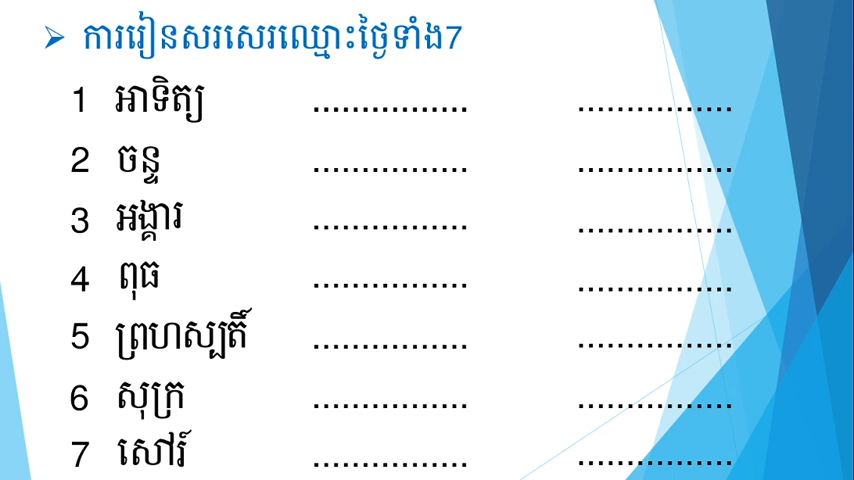 ➢ ការរៀនសរសេរឈ្មោះថ្ងៃទាំង7
1 អាទិត្យ ................ ................
2 ចន្ទ ................ ................
3 អង្គារ ................ ................
4 ពុធ ................ ................
5 ព្រហស្បតិ៍ ................ ................
6 សុក្រ ................ ................
7 សៅរ៍ ................ ................